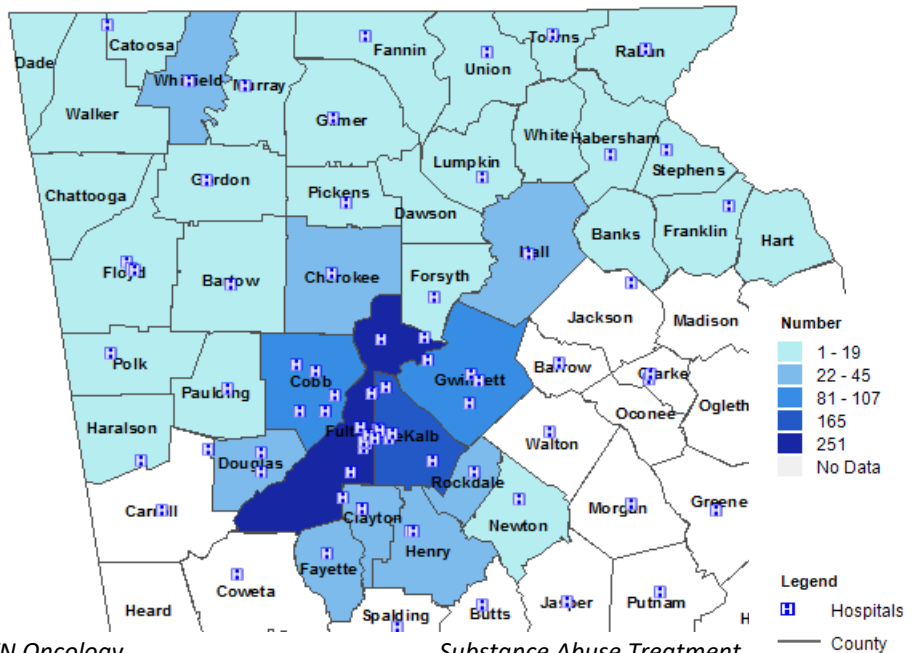 Dade
Catoosa
Whitfield
Murray
Fannin
Union
Towns
Rabun
Walker
Gilmer
White
Habersham
Lumpkin
Stephens
Chattooga
Gordon
Pickens
Dawson
Banks
Franklin
Hart
Hall
Floyd
Bartow
Cherokee
Forsyth
Jackson
Madison
Number
1 - 19
22 - 45
81 - 107
165
251
No Data
Polk
Cobb
Gwinnett
Barrow
Clarke
Paulding
Oconee
Ogleth
Haralson
DeKalb
Walton
Douglas
Rockdale
Carroll
Clayton
Newton
Morgan
Greene
Henry
Fayette
Coweta
Heard
Spalding
Butts
Jasper
Putnam
H
Legend
Hospitals
County
N Oncology
Substance Abuse Treatment